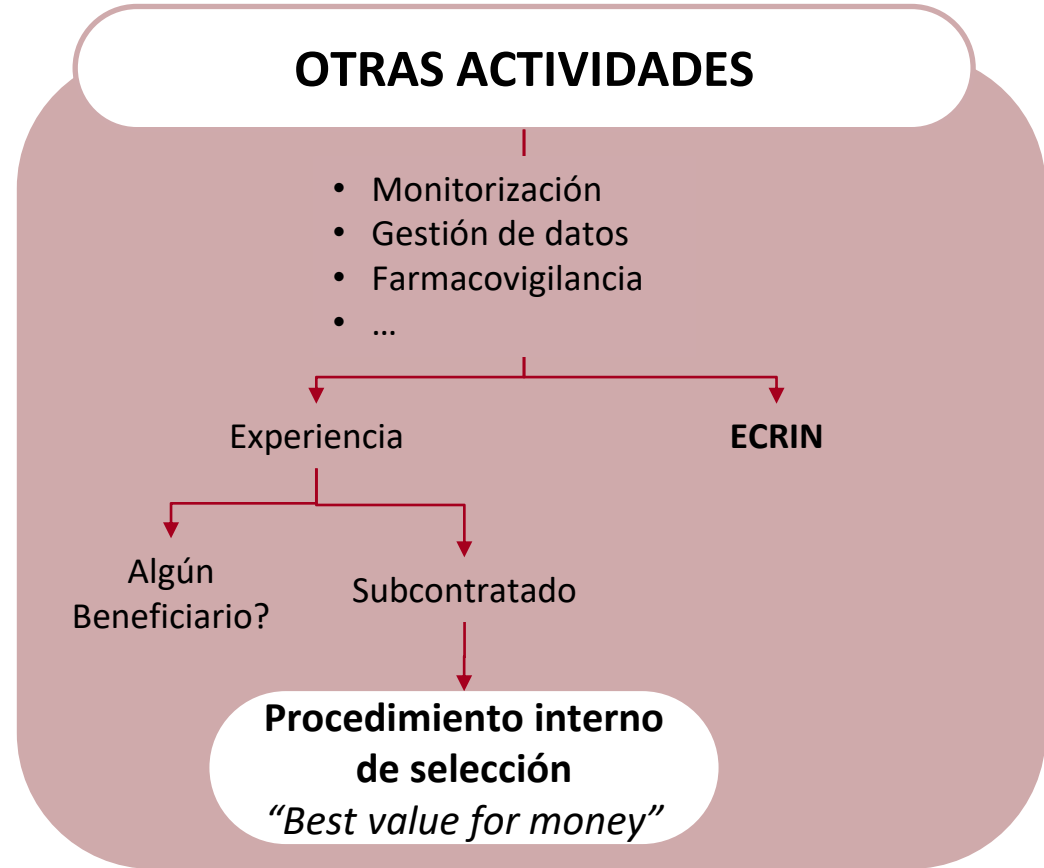 OTRAS ACTIVIDADES
• Monitorización
• Gestión de datos
• Farmacovigilancia
• …
Experiencia
ECRIN
Algún
Beneficiario?
Subcontratado
Procedimiento interno
de selección
“Best value for money”